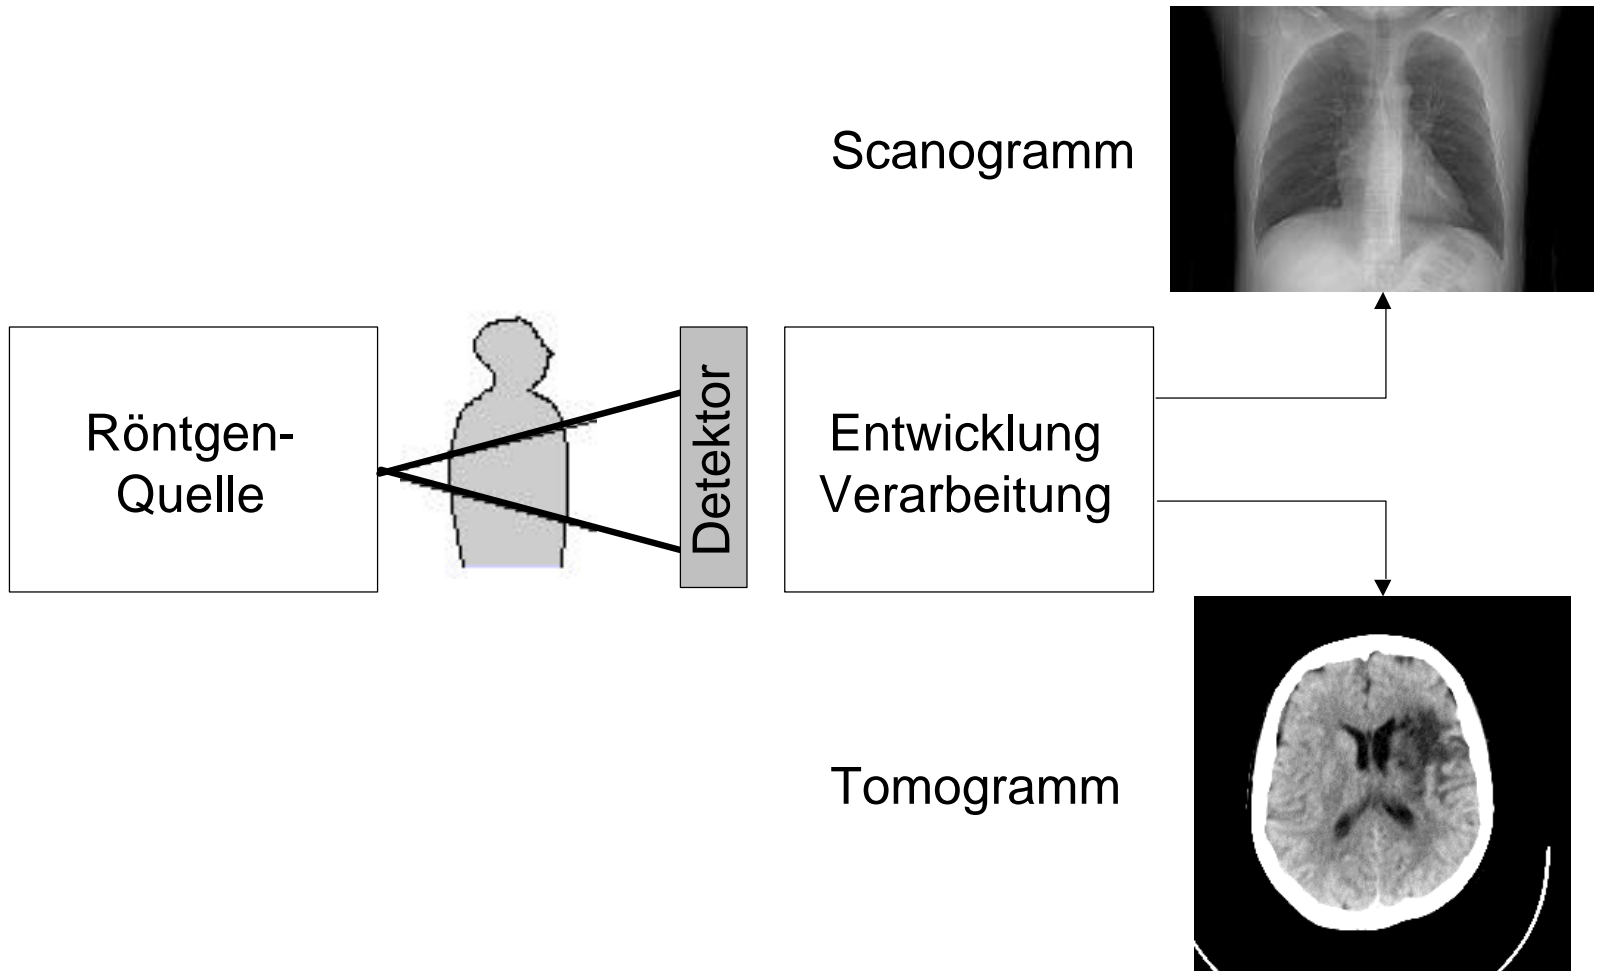 Scanogramm
Röntgen-
Quelle
Detektor
Entwicklung
Verarbeitung
Tomogramm